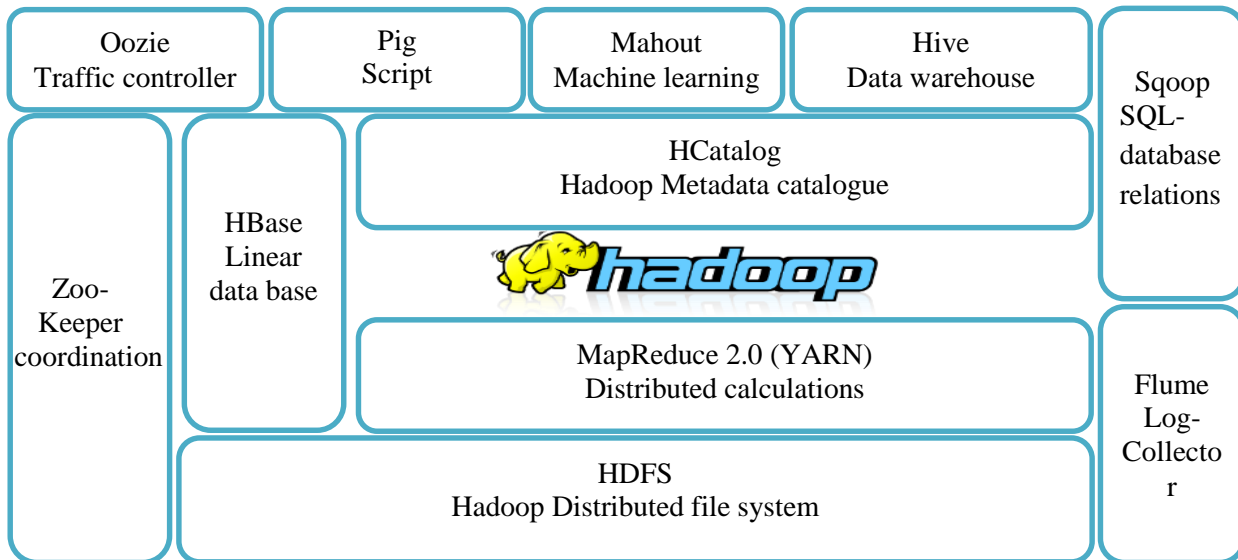 Oozie
Traffic controller
Pig
Script
Mahout
Machine learning
Hive
Data warehouse
Sqoop
SQL-
database
relations
HCatalog
Hadoop Metadata catalogue
HBase
Linear
data base
hadoop
Zoo-
Keeper
coordination
MapReduce 2.0 (YARN)
Distributed calculations
Flume
Log-
Collecto
r
HDFS
Hadoop Distributed file system